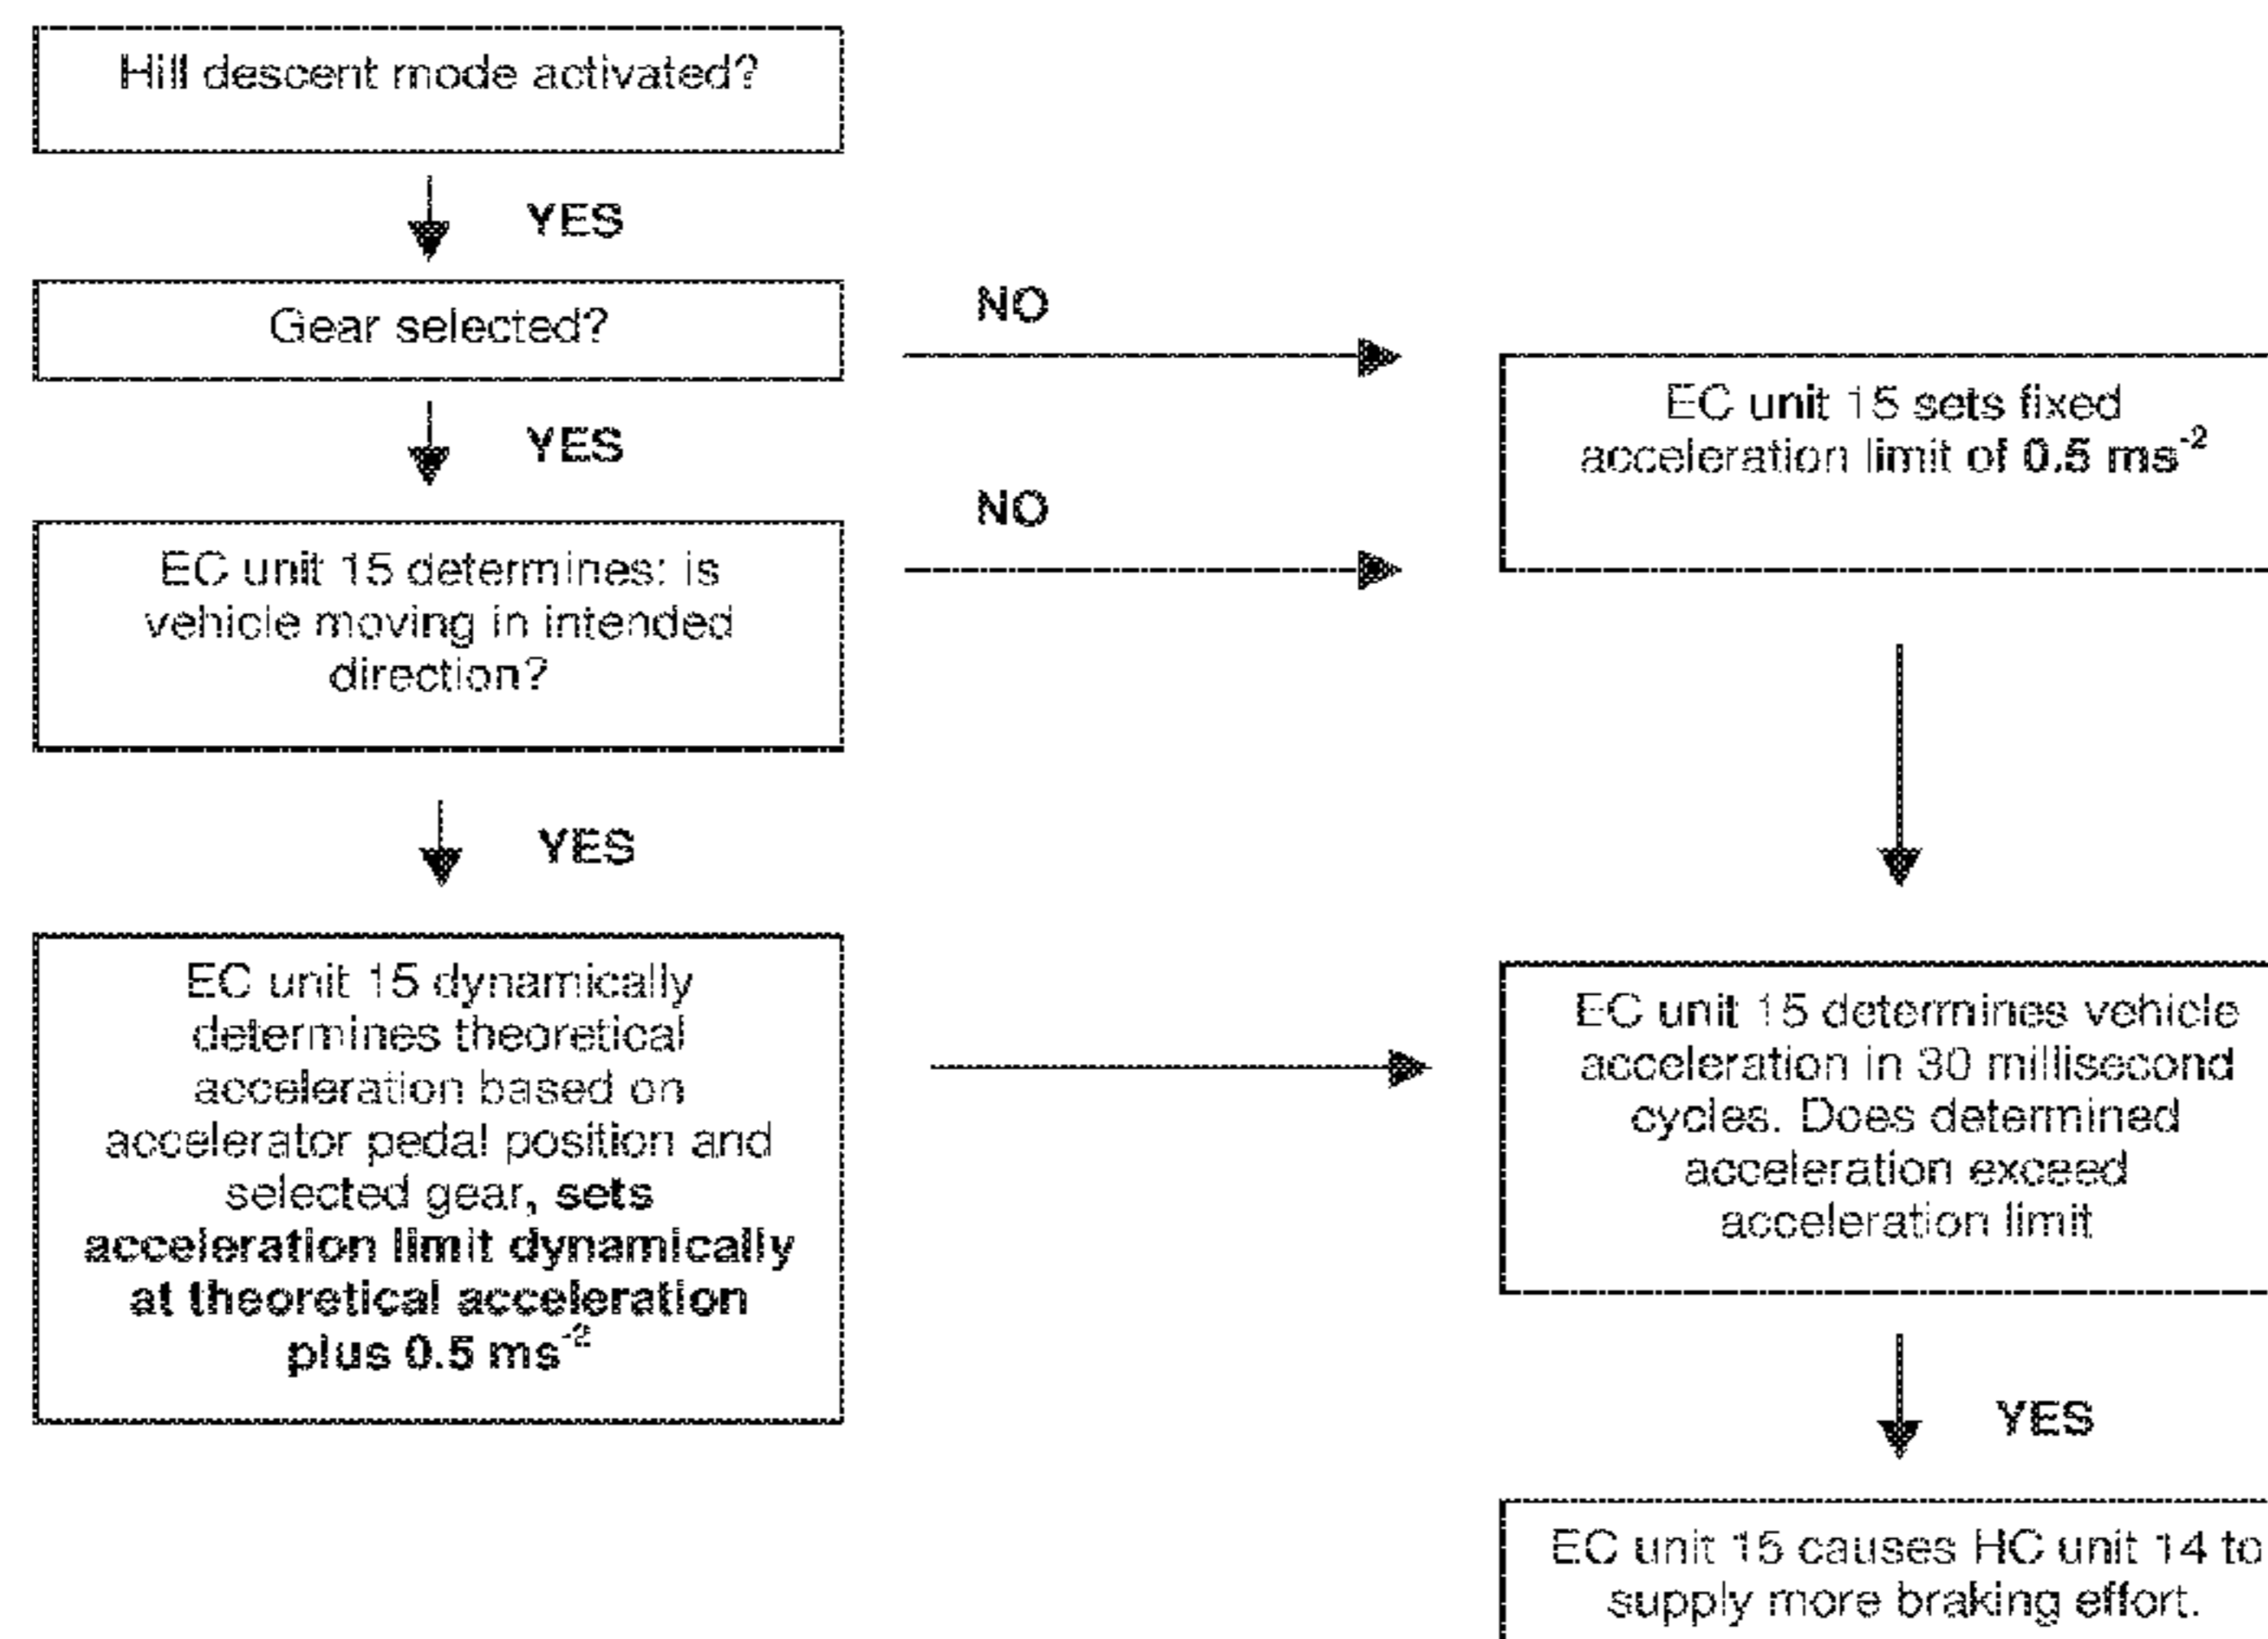 Hill descent mode activated?
YES
Gear selected?
NO
YES
EC unit 15 sets fixed
acceleration limit of 0.5 ms⁻²
NO
EC unit 15 determines: is
vehicle moving in intended
direction?
YES
EC unit 15 dynamically
determines theoretical
acceleration based on
accelerator pedal position and
selected gear, sets
acceleration limit dynamically
at theoretical acceleration
plus 0.5 ms⁻²
EC unit 15 determines vehicle
acceleration in 30 millisecond
cycles. Does determined
acceleration exceed
acceleration limit
YES
EC unit 15 causes HC unit 14 to
supply more braking effort.